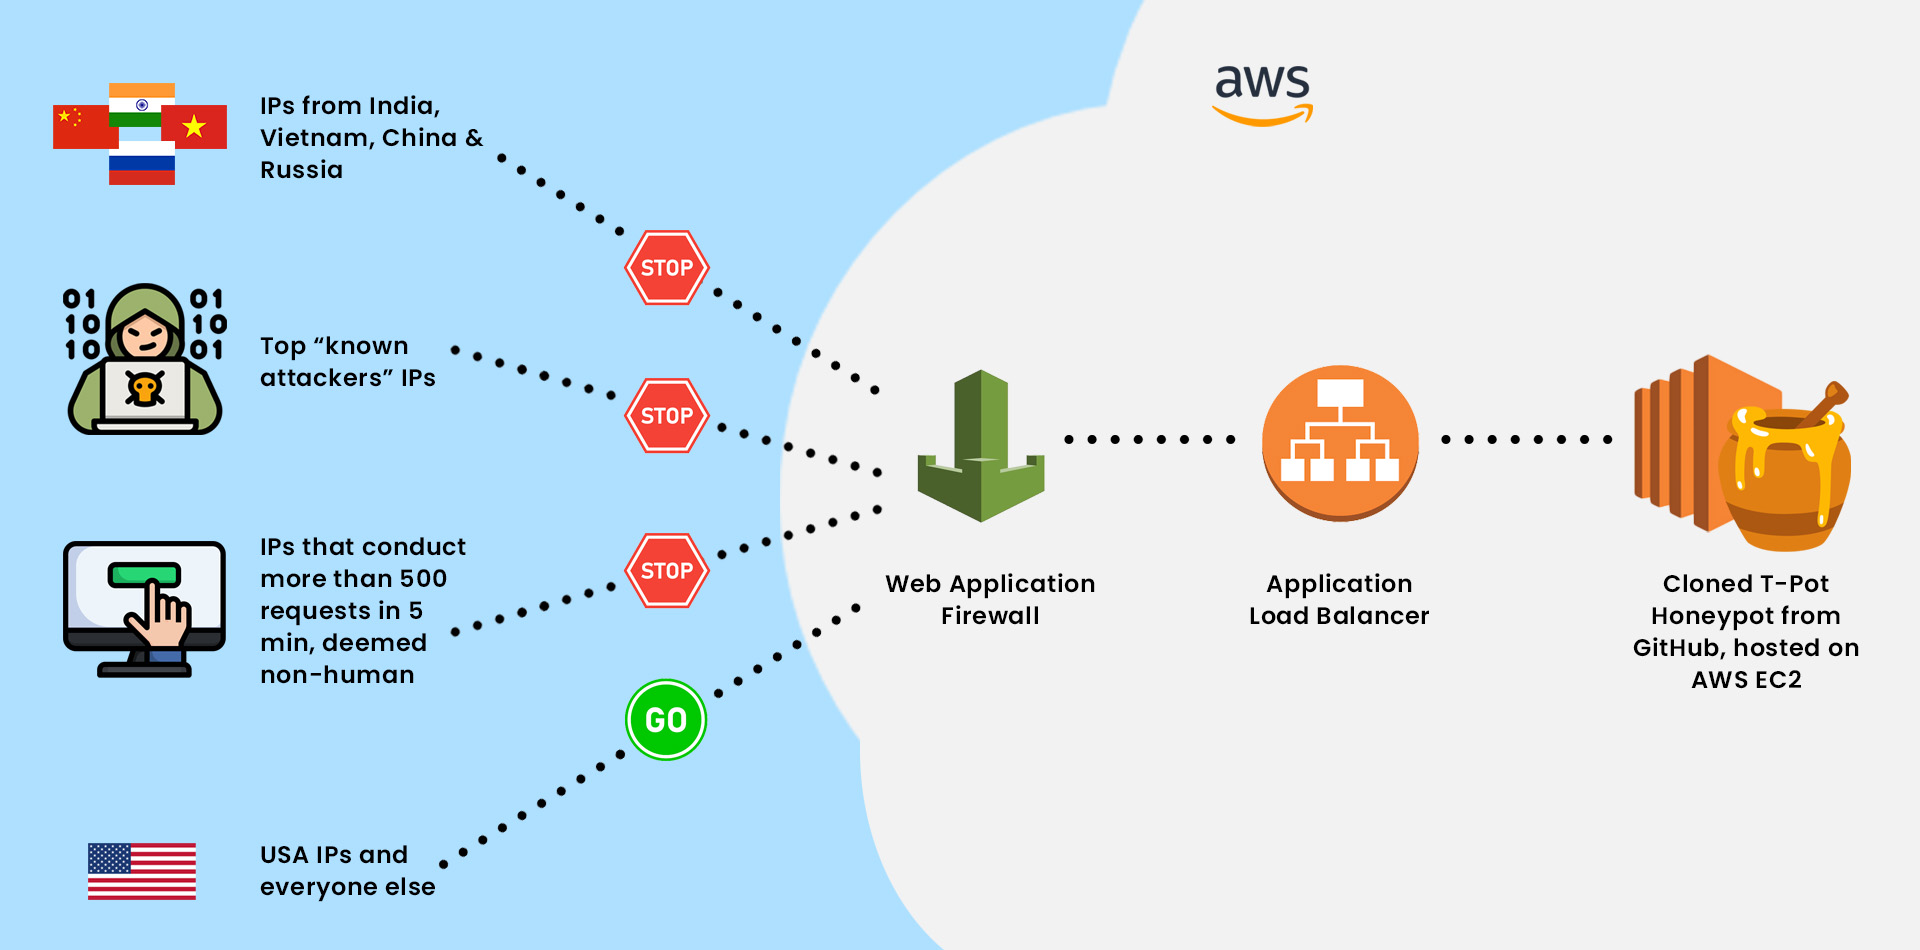 aws
IPs from India,
Vietnam, China &
Russia
STOP
01 01
10 10
10 01
Top “known
attackers” IPs
STOP
IPs that conduct
more than 500
requests in 5
min, deemed
non-human
STOP
GO
USA IPs and
everyone else
Web Application
Firewall
Application
Load Balancer
Cloned T-Pot
Honeypot from
GitHub, hosted on
AWS EC2